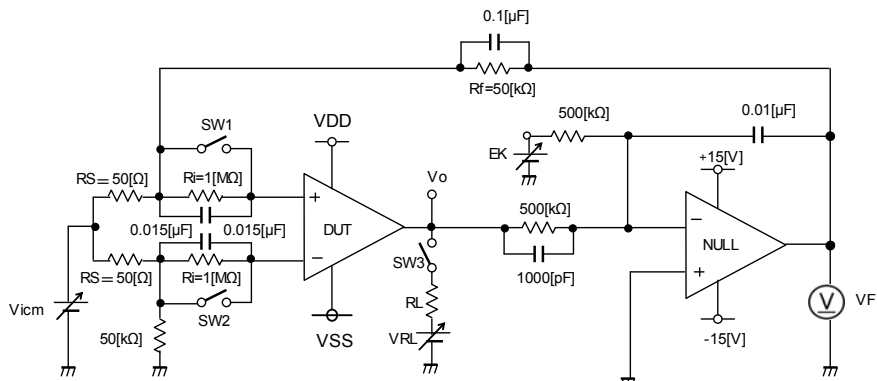 0.1[μF]
Rf=50[kΩ]
500[kΩ]
0.01[μF]
SW1
VDD
EK
+15[V]
RS=50[Ω]
Ri=1[MΩ]
Vo
0.015[μF]
0.015[μF]
+
−
DUT
500[kΩ]
−
+
NULL
RS=50[Ω]
Ri=1[MΩ]
SW3
1000[pF]
Vicm
SW2
RL
V
VF
50[kΩ]
VSS
VRL
-15[V]